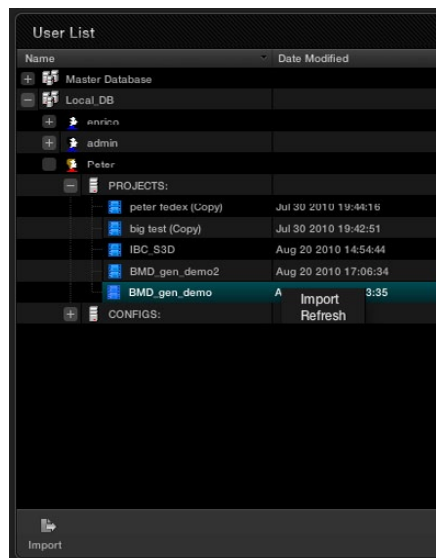 User List
Name Date Modified
Master Database
Local_DB
enrico
admin
Peter
PROJECTS:
peter fedex (Copy) Jul 30 2010 19:44:16
big test (Copy) Jul 30 2010 19:42:51
IBC_S3D Aug 20 2010 14:54:44
BMD_gen_demo2 Aug 20 2010 17:06:34
BMD_gen_demo A 3:35
Import
Refresh
CONFIGS:
Import